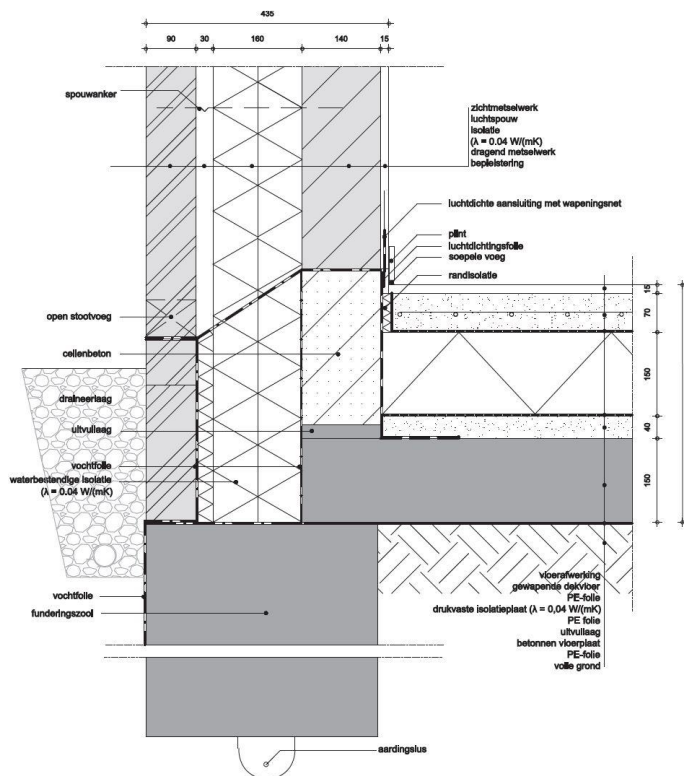 435
90 30 160 140 15
spouwanker
zichtmetselwerk
luchtspouw
isolatie
(λ = 0.04 W/(mK)
dragend metselwerk
bepleistering
luchtdichte aansluiting met wapeningsnet
plint
luchtdichtingsfolie
soepele voeg
randisolatie
15
70
150
40
150
open stootvoeg
cellenbeton
draineerlaag
uitvullaag
vochtfolie
waterbestendige isolatie
(λ = 0.04 W/(mK)
vochtfolie
funderingszool
vloerafwerking
gewapende dekvloer
PE-folie
drukvaste isolatieplaat (λ = 0,04 W/(mK)
PE folie
uitvullaag
betonnen vloerplaat
PE-folie
volle grond
aardingslus